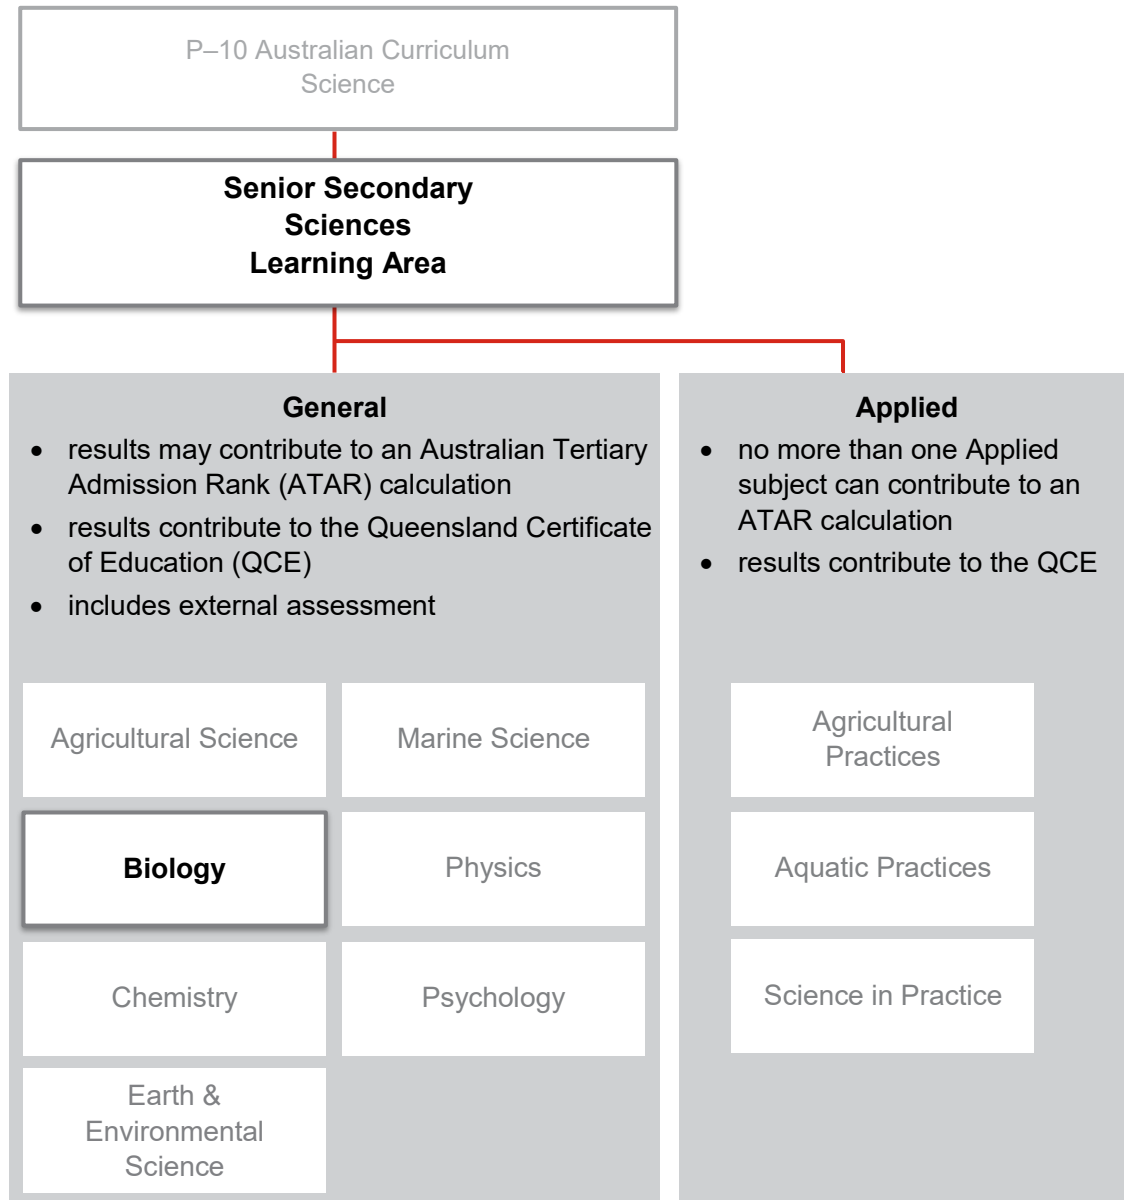 P–10 Australian Curriculum
Science
Senior Secondary
Sciences
Learning Area
General
• results may contribute to an Australian Tertiary
Admission Rank (ATAR) calculation
• results contribute to the Queensland Certificate
of Education (QCE)
• includes external assessment
Agricultural Science
Marine Science
Biology
Physics
Chemistry
Psychology
Earth &
Environmental
Science
Applied
• no more than one Applied
subject can contribute to an
ATAR calculation
• results contribute to the QCE
Agricultural
Practices
Aquatic Practices
Science in Practice